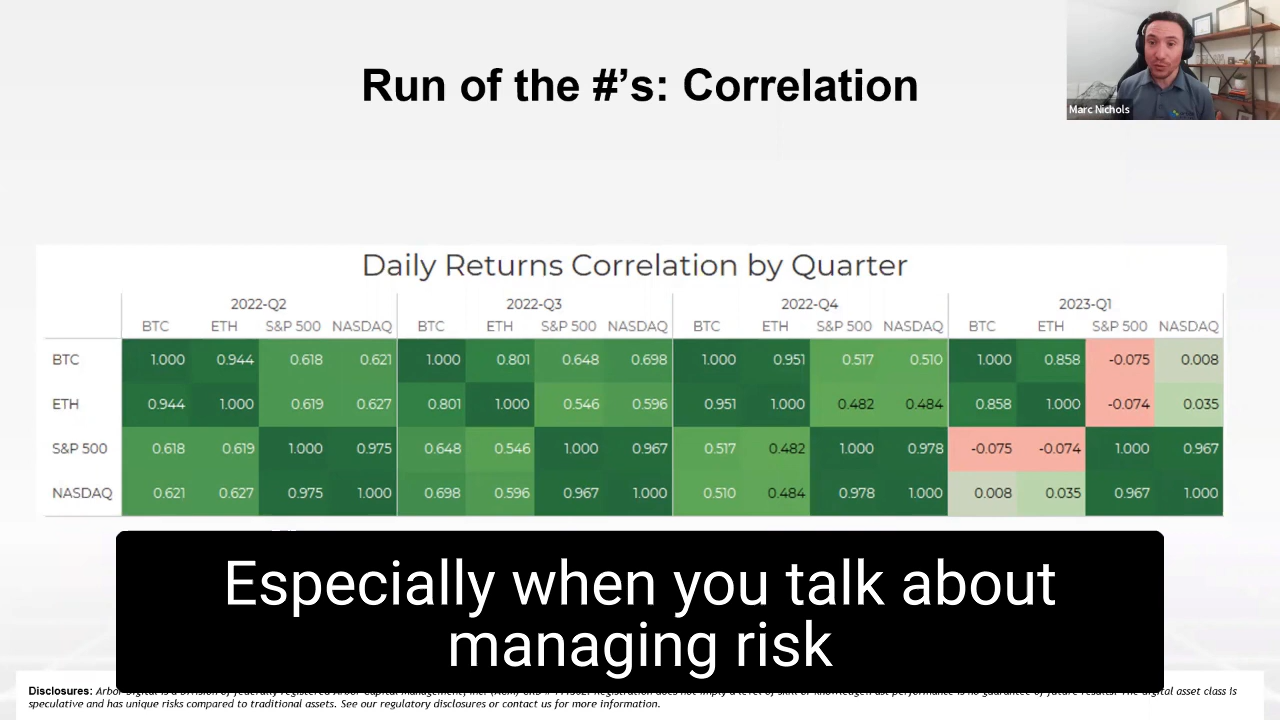 Run of the #'s: Correlation
Marc Nichols
Daily Returns Correlation by Quarter
2022-Q2 2022-Q3 2022-Q4 2023-Q1
BTC ETH S&P 500 NASDAQ BTC ETH S&P 500 NASDAQ BTC ETH S&P 500 NASDAQ BTC ETH S&P 500 NASDAQ
BTC 1.000 0.944 0.618 0.621 1.000 0.801 0.648 0.698 1.000 0.951 0.517 0.510 1.000 0.858 -0.075 0.008
ETH 0.944 1.000 0.619 0.627 0.801 1.000 0.546 0.596 0.951 1.000 0.482 0.484 0.858 1.000 -0.074 0.035
S&P 500 0.618 0.619 1.000 0.975 0.648 0.546 1.000 0.967 0.517 0.482 1.000 0.978 -0.075 -0.074 1.000 0.967
NASDAQ 0.621 0.627 0.975 1.000 0.698 0.596 0.967 1.000 0.510 0.484 0.978 1.000 0.008 0.035 0.967 1.000
Especially when you talk about
managing risk
Disclosures: asset class is
speculative and has unique risks compared to traditional assets. See our regulatory disclosures or contact us for more information.